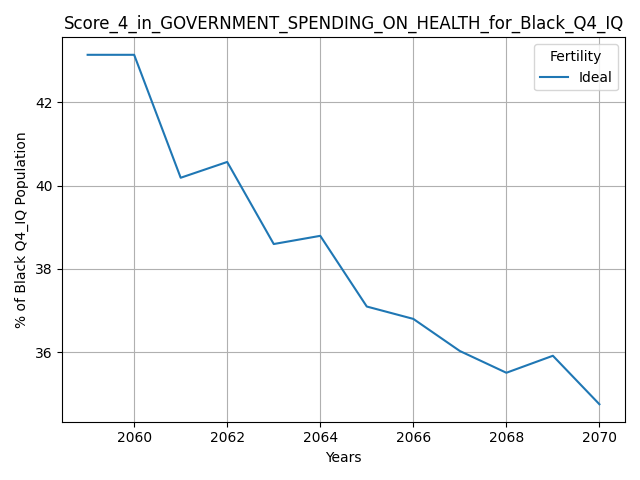 Score_4_in_GOVERNMENT_SPENDING_ON_HEALTH_for_Black_Q4_IQ
Fertility
Ideal
% of Black Q4_IQ Population
42
40
38
36
2060 2062 2064 2066 2068 2070
Years